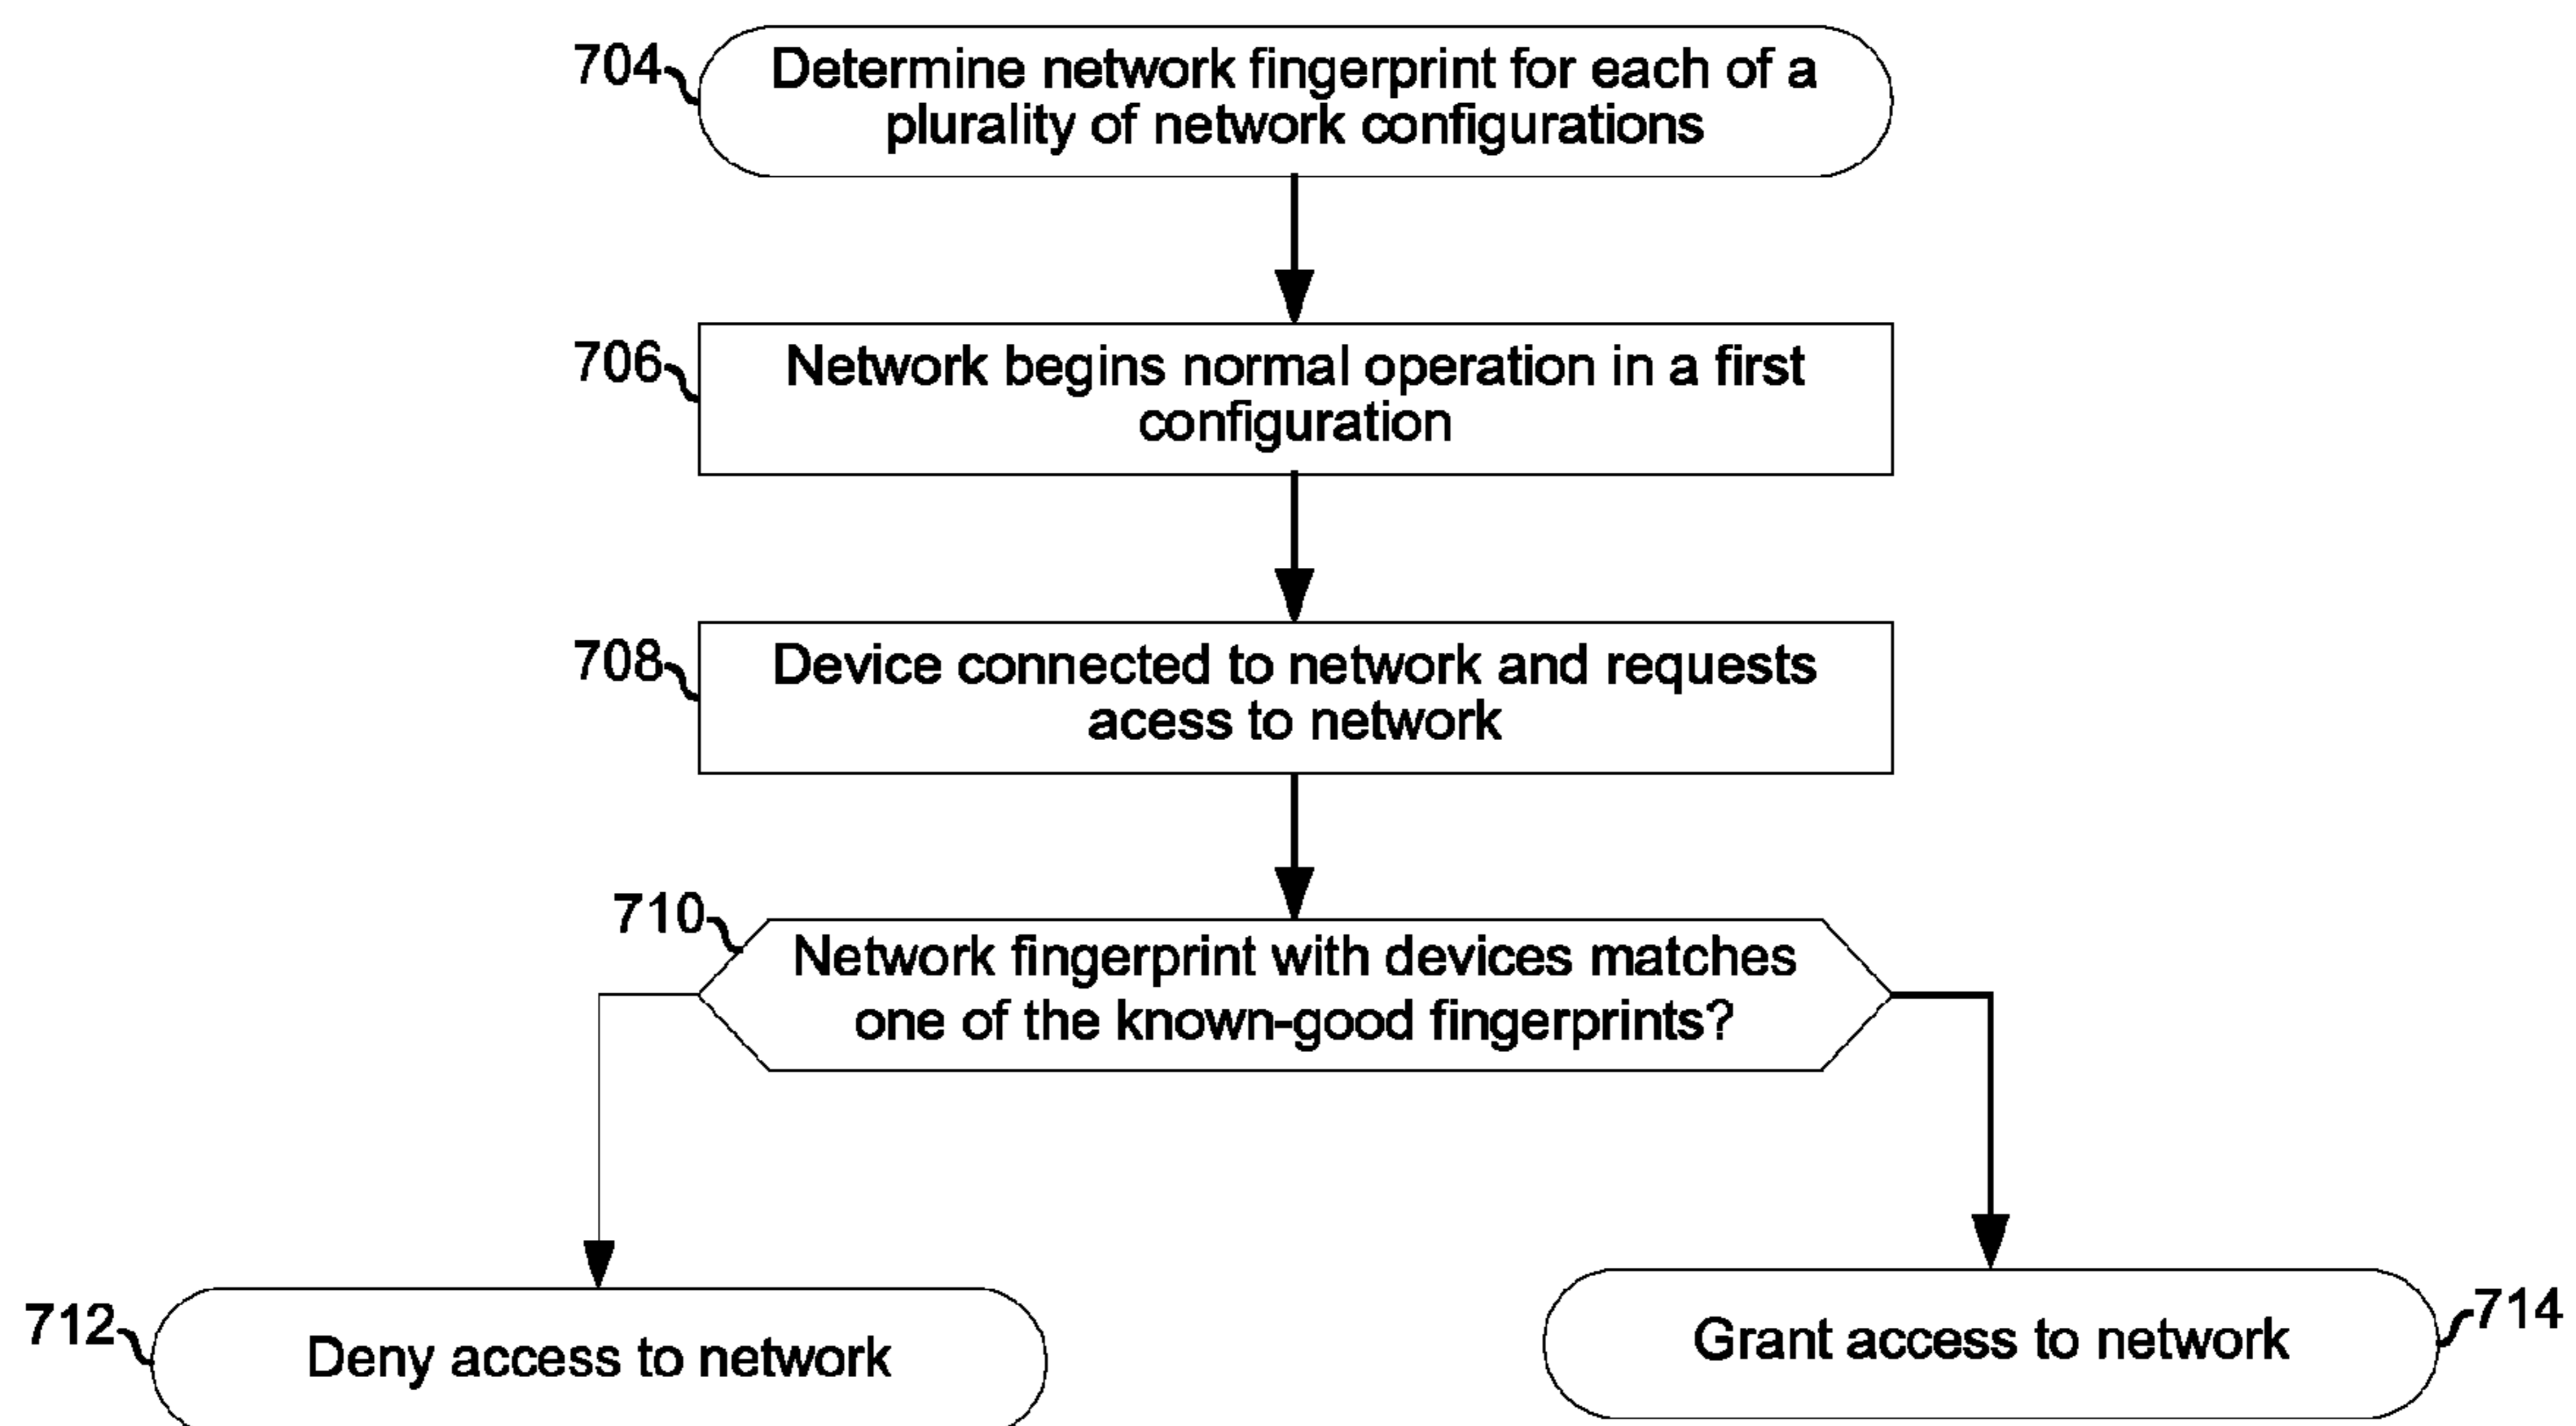 704
Determine network fingerprint for each of a
plurality of network configurations
706
Network begins normal operation in a first
configuration
708
Device connected to network and requests
acess to network
710
Network fingerprint with devices matches
one of the known-good fingerprints?
712
Deny access to network
Grant access to network
714